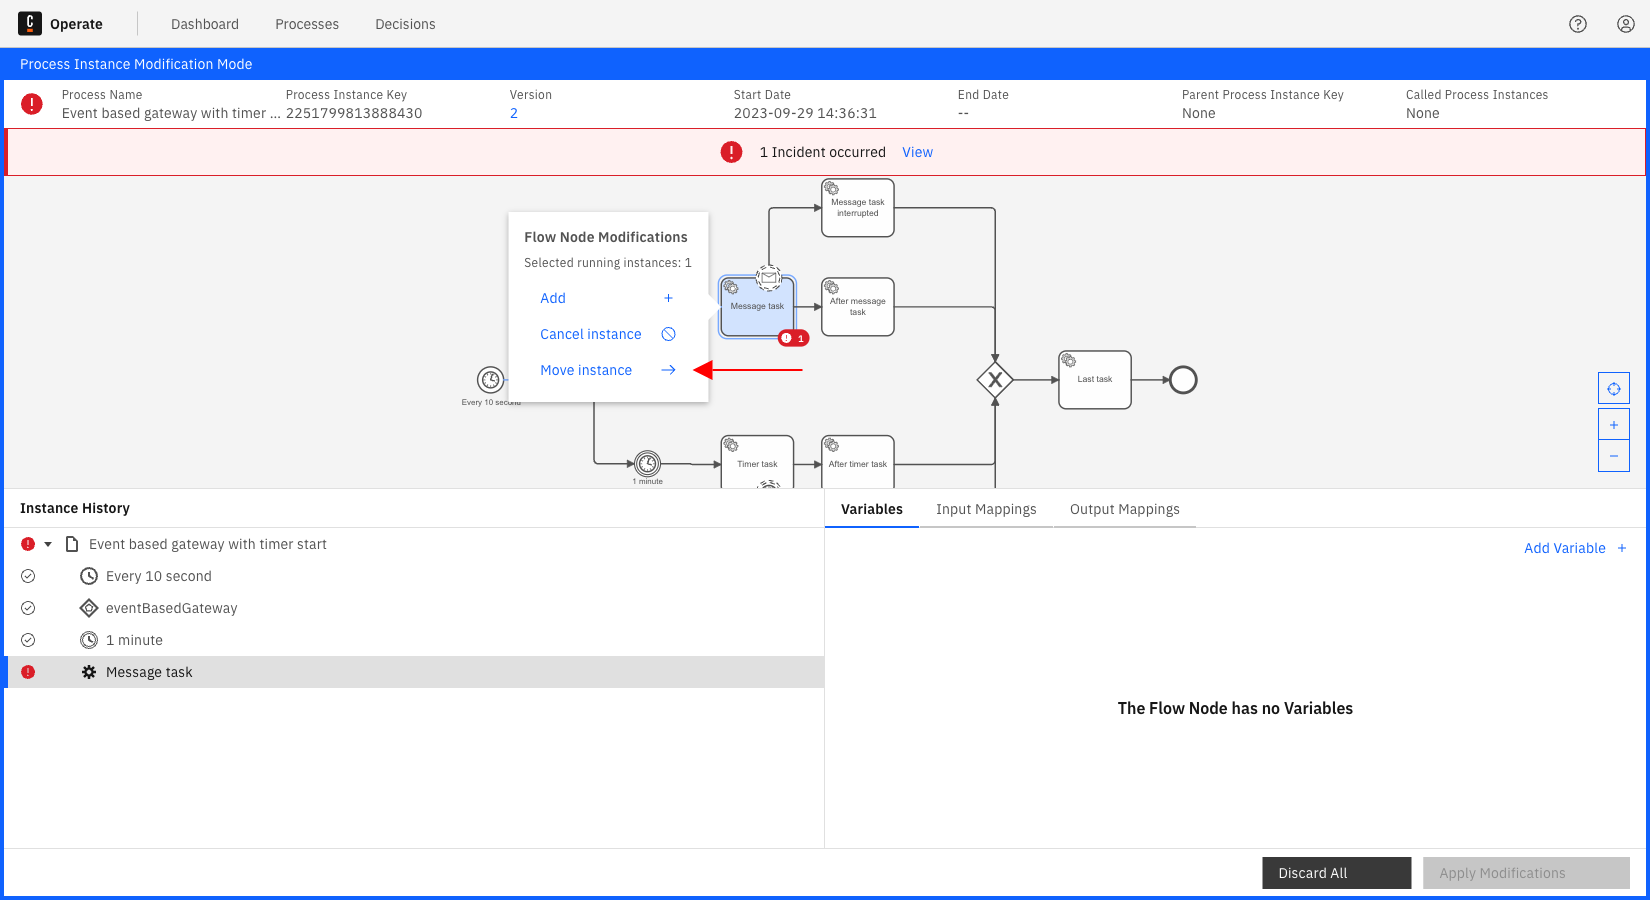 C Operate
Dashboard
Processes
Decisions
Process Instance Modification Mode
Process Name
Process Instance Key
Version
Start Date
End Date
Parent Process Instance Key
Called Process Instances
Event based gateway with timer ...
2251799813888430
2
2023-09-29 14:36:31
--
None
None
1 Incident occurred
View
Message task
interrupted
Flow Node Modifications
Selected running instances: 1
Add
Cancel instance
Move instance
Message task
1
After message
task
Every 10 second
Last task
1 minute
Timer task
After timer task
Instance History
Event based gateway with timer start
Every 10 second
eventBasedGateway
1 minute
Message task
Variables
Input Mappings
Output Mappings
Add Variable +
The Flow Node has no Variables
Discard All
Apply Modifications